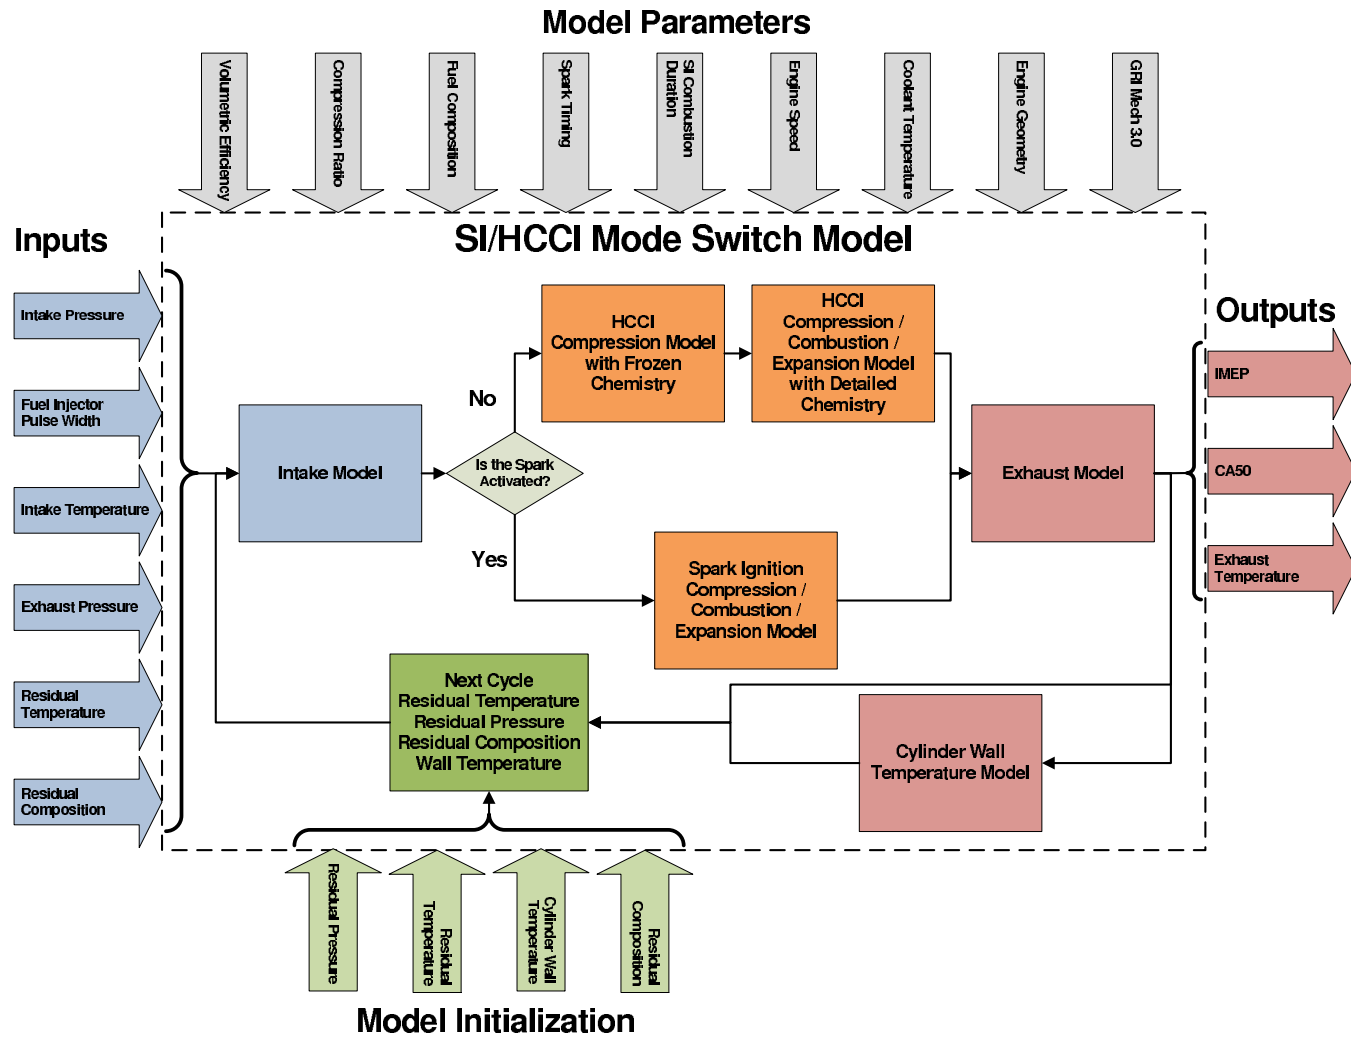 Model Parameters
Volumetric Efficiency
Compression Ratio
Fuel Composition
Spark Timing
SI Combustion
Duration
Engine Speed
Coolant Temperature
Engine Geometry
GRI Mech 3.0
Inputs
SI/HCCI Mode Switch Model
Intake Pressure
Fuel Injector
Pulse Width
Intake Temperature
Exhaust Pressure
Residual
Temperature
Residual
Composition
Intake Model
Is the Spark
Activated?
No
Yes
HCCI
Compression Model
with Frozen
Chemistry
HCCI
Compression /
Combustion /
Expansion Model
with Detailed
Chemistry
Spark Ignition
Compression /
Combustion /
Expansion Model
Exhaust Model
Outputs
IMEP
CA50
Exhaust
Temperature
Next Cycle
Residual Temperature
Residual Pressure
Residual Composition
Wall Temperature
Cylinder Wall
Temperature Model
Residual Pressure
Residual
Temperature
Cylinder Wall
Temperature
Residual
Composition
Model Initialization